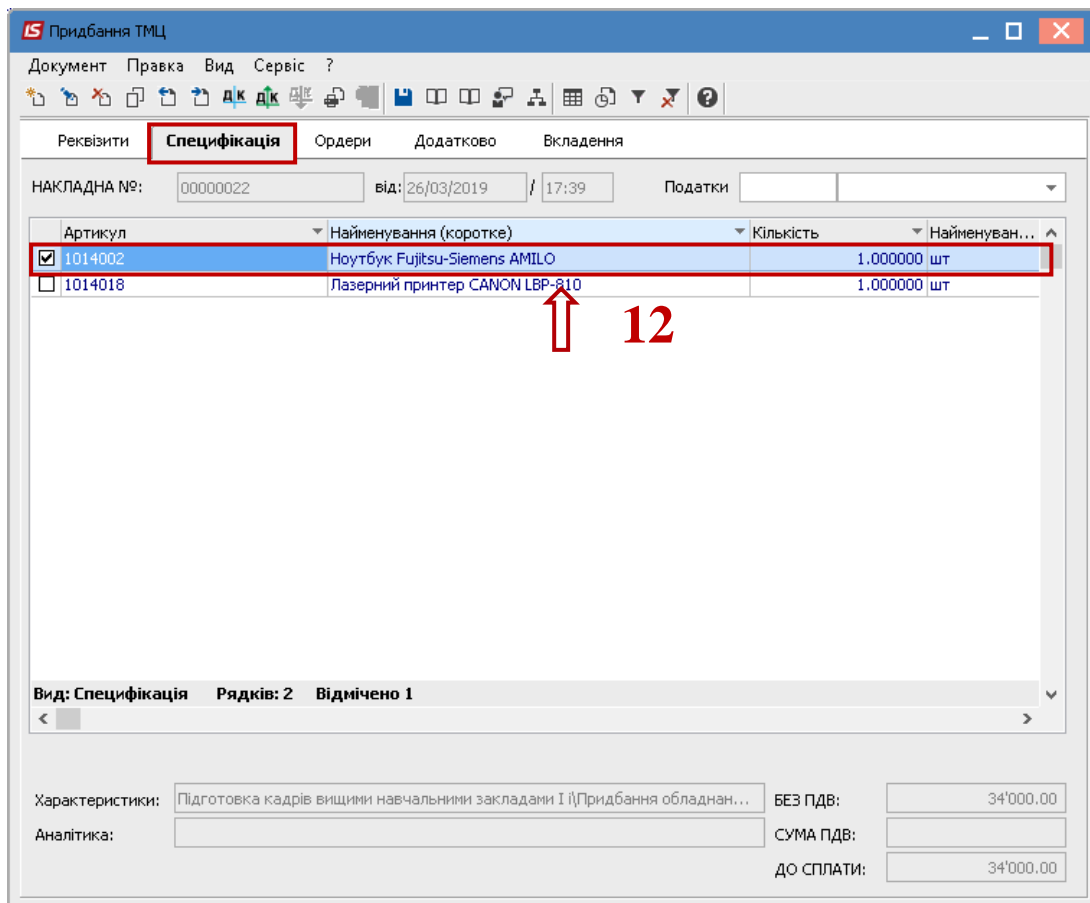 iS Придбання ТМЦ
Документ Правка Вид Сервіс ?
Реквізити Специфікація Ордери Додатково Вкладення
НАКЛАДНА №: 00000022 від: 26/03/2019 / 17:39 Податки
Артикул Найменування (коротке) Кількість Найменуван...
1014002 Ноутбук Fujitsu-Siemens AMILO 1.000000 шт
1014018 Лазерний принтер CANON LBP-810 1.000000 шт
12
Вид: Специфікація Рядків: 2 Відмічено 1
Характеристики: Підготовка кадрів вищими навчальними закладами І і\Придбання обладнан... БЕЗ ПДВ: 34'000.00
Аналітика: СУМА ПДВ:
ДО СПЛАТИ: 34'000.00